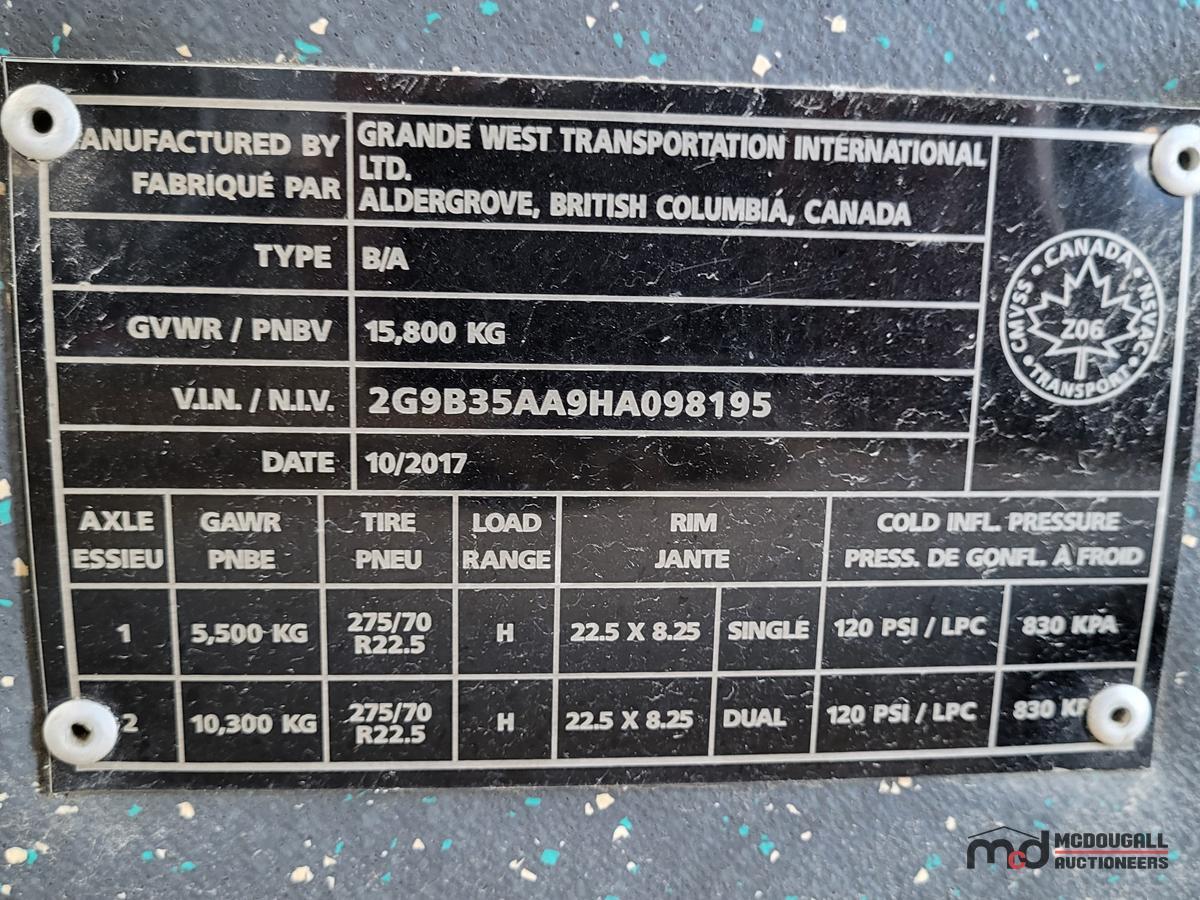 ANUFACTURED BY
FABRIQUÉ PAR
GRANDE WEST TRANSPORTATION INTERNATIONAL
LTD.
ALDERGROVE, BRITISH COLUMBIA, CANADA
TYPE B/A
GVWR / PNBV 15,800 KG
V.I.N. / N.I.V. 2G9B35AA9HA098195
DATE 10/2017
CANADA • NSVAC • TRANSPORT • CMVSS •
Z06
AXLE GAWR TIRE LOAD RIM COLD INFL. PRESSURE
ESSIEU PNBE PNEU RANGE JANTE PRESS. DE GONFL. À FROID
1 5,500 KG 275/70 R22.5 H 22.5 X 8.25 SINGLE 120 PSI / LPC 830 KPA
2 10,300 KG 275/70 R22.5 H 22.5 X 8.25 DUAL 120 PSI / LPC 830 KP
mcd MCDOUGALL
AUCTIONEERS